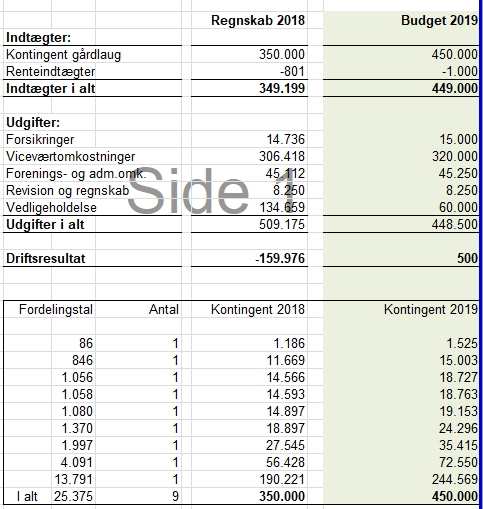 Regnskab 2018 Budget 2019
Indtægter:
Kontingent gårdlaug 350.000 450.000
Renteindtægter -801 -1.000
Indtægter i alt 349.199 449.000
Udgifter:
Forsikringer 14.736 15.000
Viceværtomkostninger 306.418 320.000
Forenings- og adm.omk. 45.112 45.250
Revision og regnskab 8.250 8.250
Vedligeholdelse 134.659 60.000
Udgifter i alt 509.175 448.500
Side 1
Driftsresultat -159.976 500
Fordelingstal Antal Kontingent 2018 Kontingent 2019
86 1 1.186 1.525
846 1 11.669 15.003
1.056 1 14.566 18.727
1.058 1 14.593 18.763
1.080 1 14.897 19.153
1.370 1 18.897 24.296
1.997 1 27.545 35.415
4.091 1 56.428 72.550
13.791 1 190.221 244.569
I alt 25.375 9 350.000 450.000